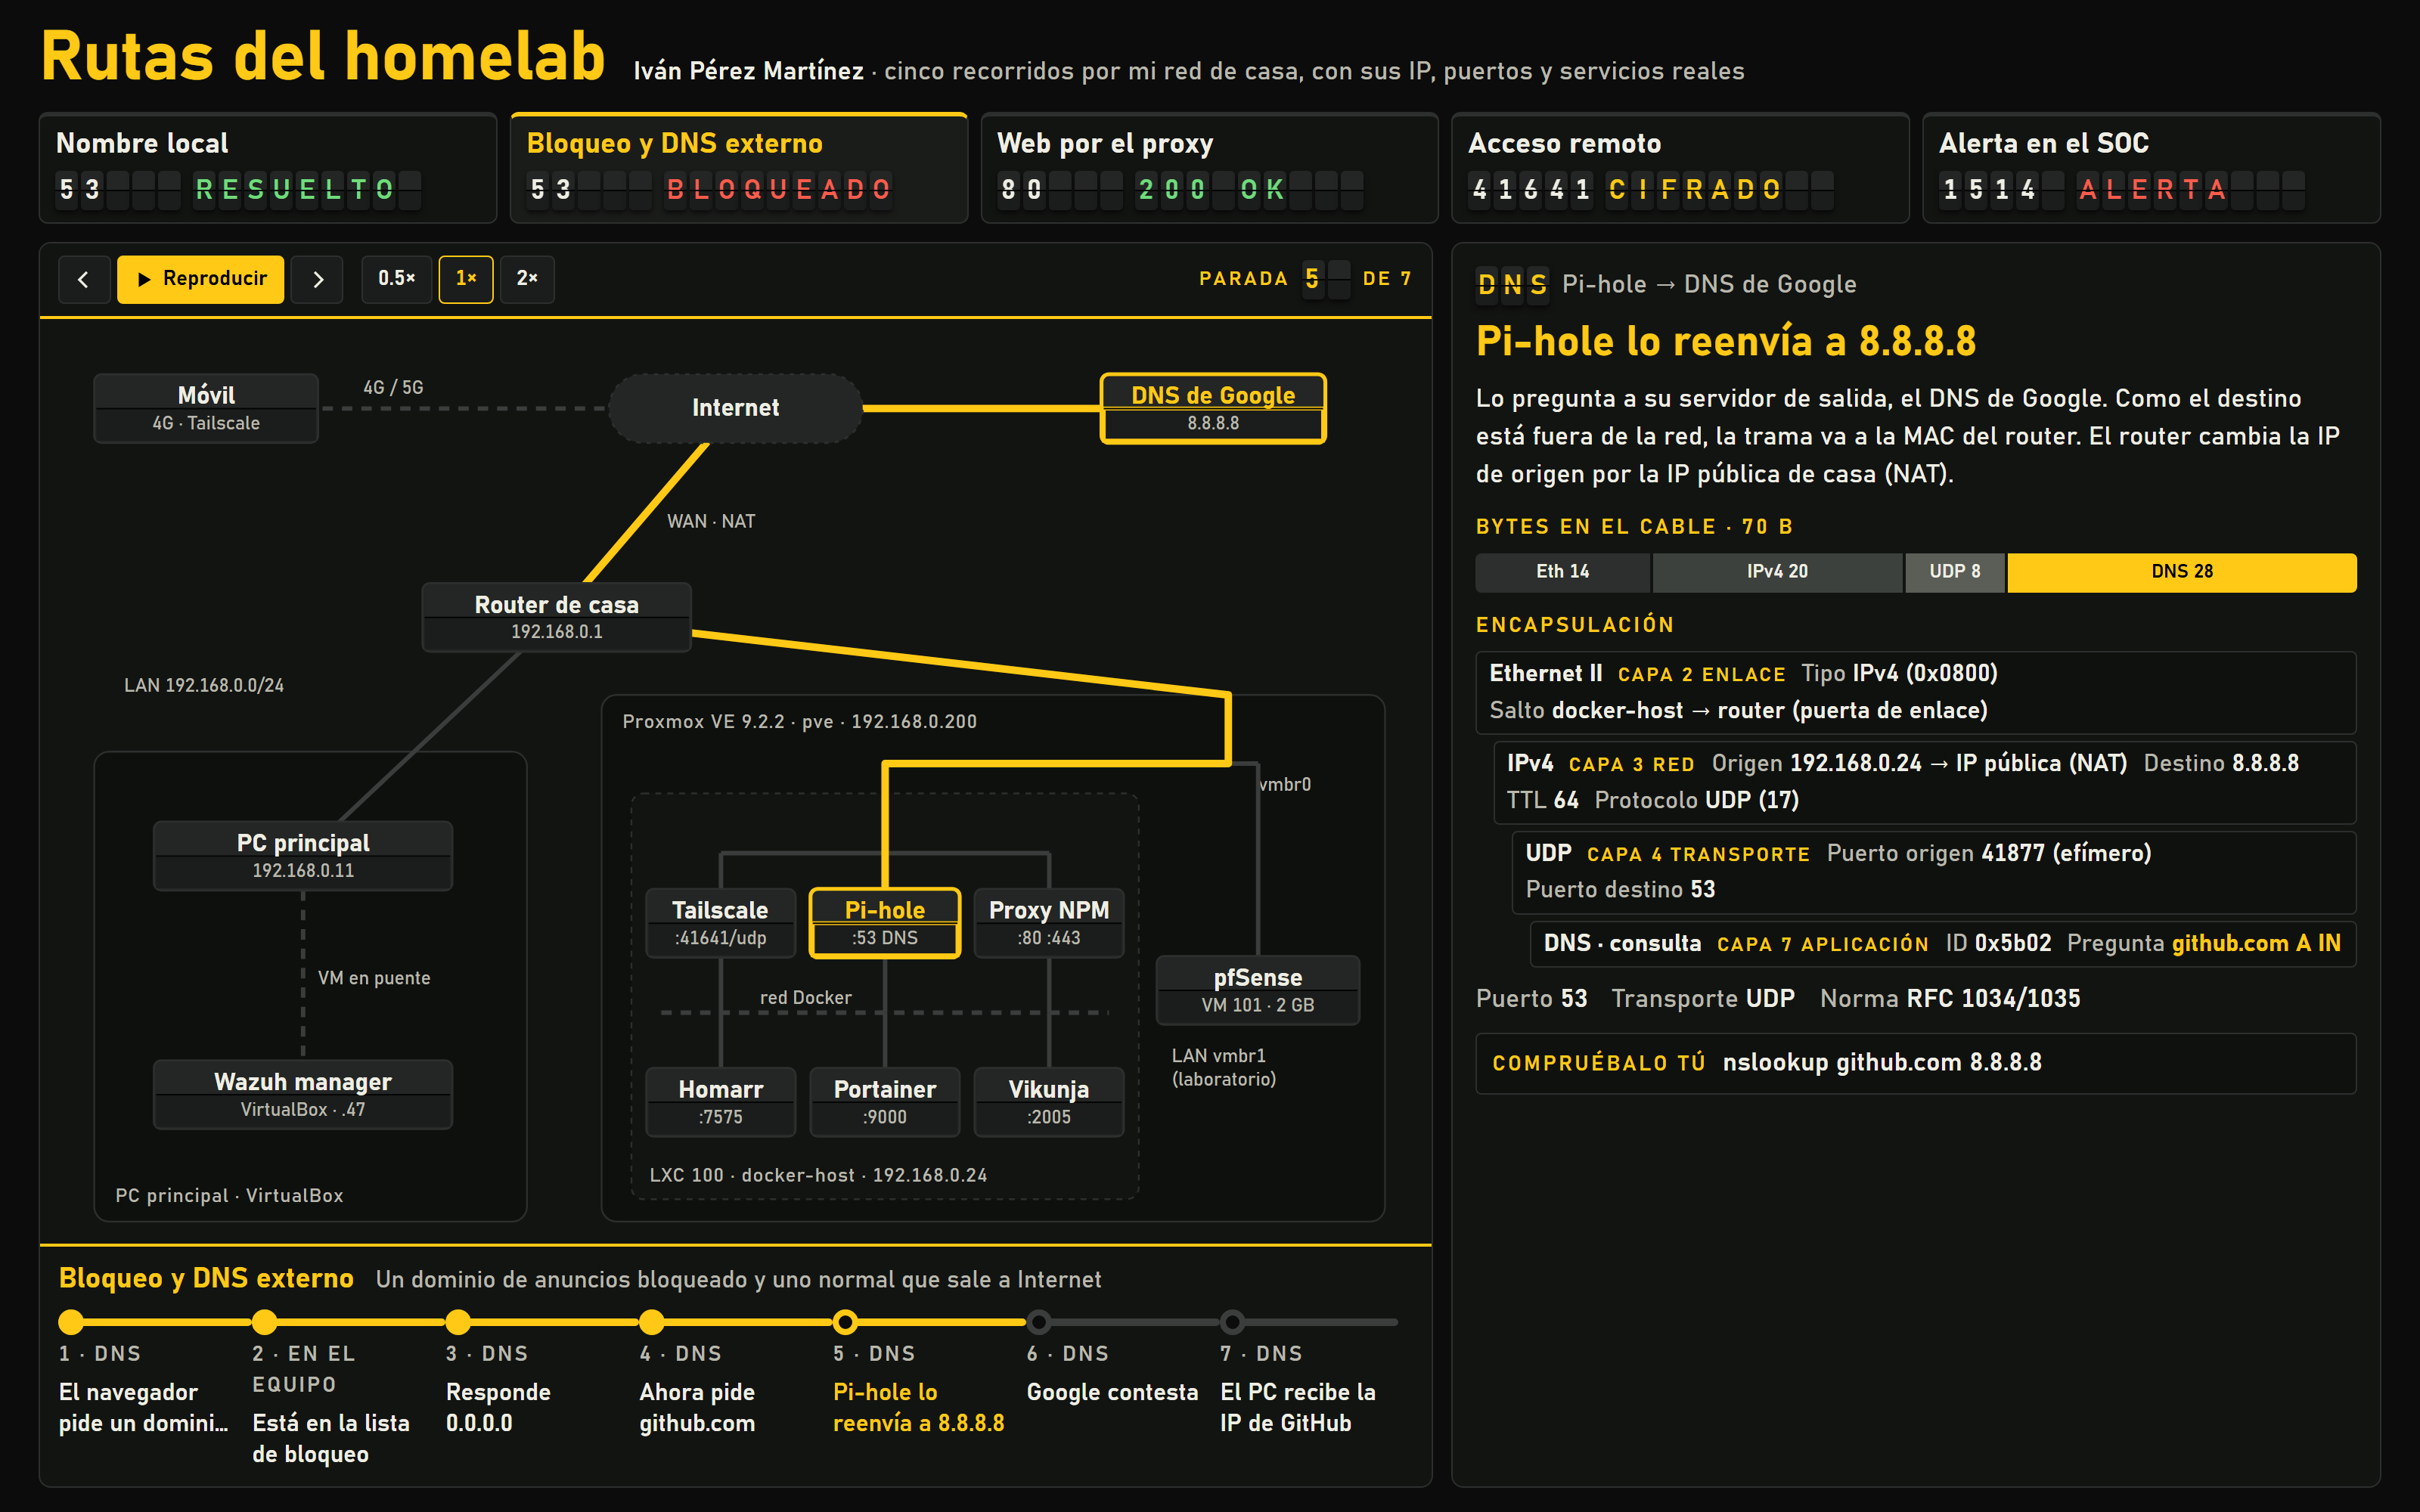 Rutas del homelab
Iván Pérez Martínez · cinco recorridos por mi red de casa, con sus IP, puertos y servicios reales
Nombre local
53 RESUELTO
Bloqueo y DNS externo
53 BLOQUEADO
Web por el proxy
80 200 OK
Acceso remoto
41641 CIFRADO
Alerta en el SOC
1514 ALERTA
Reproducir
0.5×
1×
2×
PARADA 5 DE 7
Móvil
4G · Tailscale
4G / 5G
Internet
DNS de Google
8.8.8.8
WAN · NAT
Router de casa
192.168.0.1
LAN 192.168.0.0/24
Proxmox VE 9.2.2 · pve · 192.168.0.200
vmbr0
PC principal
192.168.0.11
VM en puente
Wazuh manager
VirtualBox · .47
PC principal · VirtualBox
Tailscale
:41641/udp
Pi-hole
:53 DNS
Proxy NPM
:80 :443
red Docker
pfSense
VM 101 · 2 GB
LAN vmbr1
(laboratorio)
Homarr
:7575
Portainer
:9000
Vikunja
:2005
LXC 100 · docker-host · 192.168.0.24
Bloqueo y DNS externo Un dominio de anuncios bloqueado y uno normal que sale a Internet
1 · DNS
El navegador
pide un domini...
2 · EN EL
EQUIPO
Está en la lista
de bloqueo
3 · DNS
Responde
0.0.0.0
4 · DNS
Ahora pide
github.com
5 · DNS
Pi-hole lo
reenvía a 8.8.8.8
6 · DNS
Google contesta
7 · DNS
El PC recibe la
IP de GitHub
DNS Pi-hole → DNS de Google
Pi-hole lo reenvía a 8.8.8.8
Lo pregunta a su servidor de salida, el DNS de Google. Como el destino
está fuera de la red, la trama va a la MAC del router. El router cambia la IP
de origen por la IP pública de casa (NAT).
BYTES EN EL CABLE · 70 B
Eth 14
IPv4 20
UDP 8
DNS 28
ENCAPSULACIÓN
Ethernet II CAPA 2 ENLACE Tipo IPv4 (0x0800)
Salto docker-host → router (puerta de enlace)
IPv4 CAPA 3 RED Origen 192.168.0.24 → IP pública (NAT) Destino 8.8.8.8
TTL 64 Protocolo UDP (17)
UDP CAPA 4 TRANSPORTE Puerto origen 41877 (efímero)
Puerto destino 53
DNS · consulta CAPA 7 APLICACIÓN ID 0x5b02 Pregunta github.com A IN
Puerto 53 Transporte UDP Norma RFC 1034/1035
COMPRUÉBALO TÚ nslookup github.com 8.8.8.8